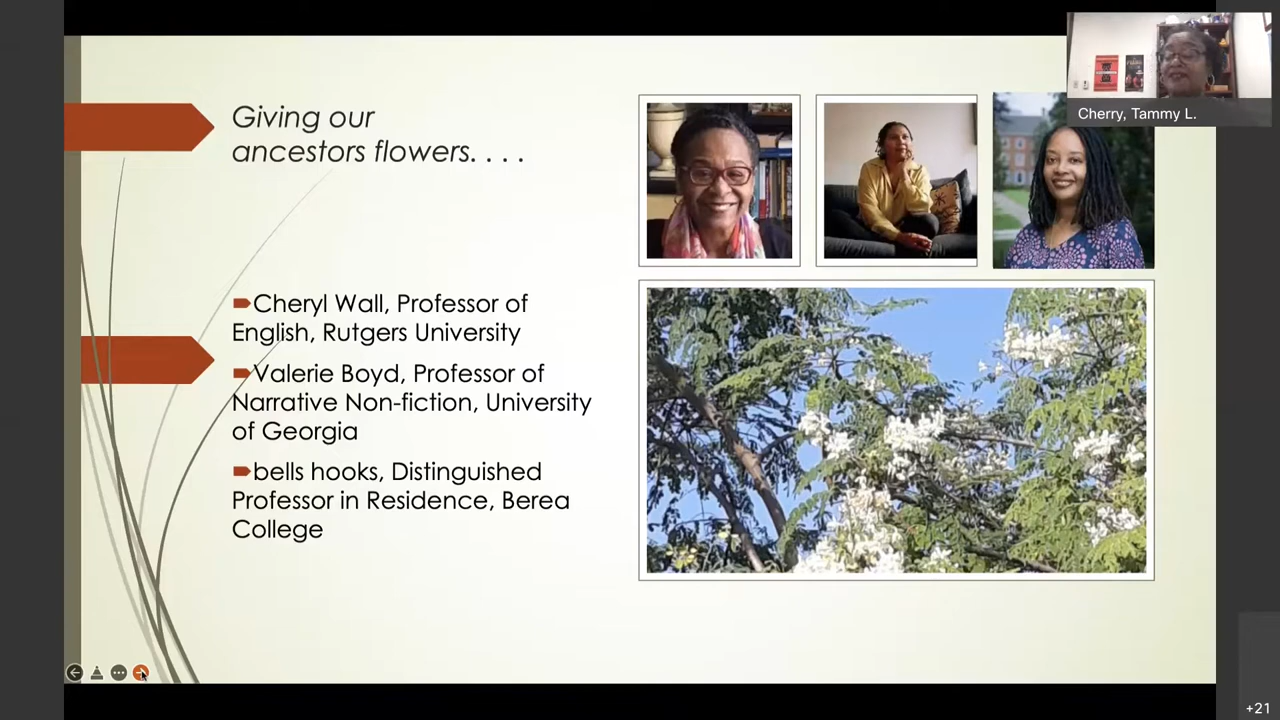 Giving our
ancestors flowers. . . .
Cheryl Wall, Professor of
English, Rutgers University
Valerie Boyd, Professor of
Narrative Non-fiction, University
of Georgia
bells hooks, Distinguished
Professor in Residence, Berea
College
Cherry, Tammy L.
+21